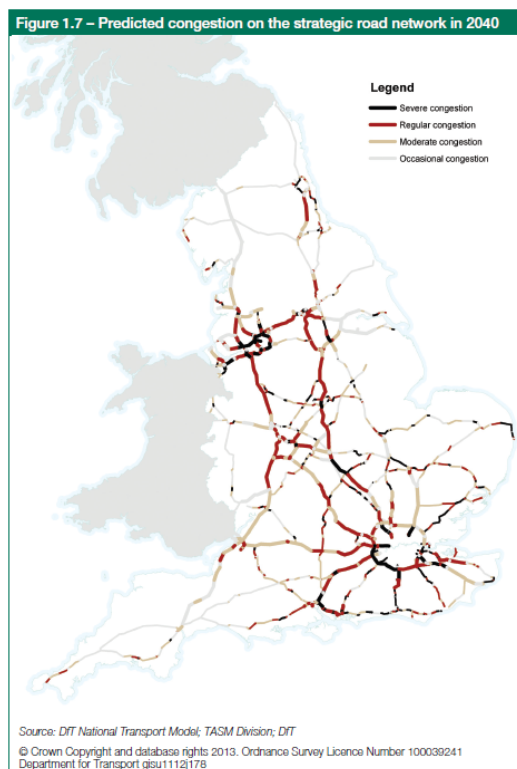 Figure 1.7 – Predicted congestion on the strategic road network in 2040
Legend
Severe congestion
Regular congestion
Moderate congestion
Occasional congestion
Source: DfT National Transport Model; TASM Division; DfT
© Crown Copyright and database rights 2013. Ordnance Survey Licence Number 100039241
Department for Transport gisu1112j178